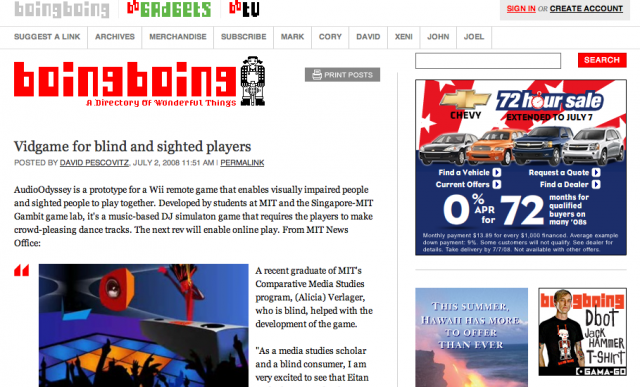 boingboing bbGADGETS bbtv
SIGN IN OR CREATE ACCOUNT
SUGGEST A LINK ARCHIVES MERCHANDISE SUBSCRIBE MARK CORY DAVID XENI JOHN JOEL
boingboing
A Directory Of Wonderful Things
PRINT POSTS
SEARCH
Vidgame for blind and sighted players
POSTED BY DAVID PESCOVITZ, JULY 2, 2008 11:51 AM | PERMALINK
AudioOdyssey is a prototype for a Wii remote game that enables visually impaired people
and sighted people to play together. Developed by students at MIT and the Singapore-MIT
Gambit game lab, it's a music-based DJ simulaton game that requires the players to make
crowd-pleasing dance tracks. The next rev will enable online play. From MIT News
Office:
A recent graduate of MIT's
Comparative Media Studies
program, (Alicia) Verlager,
who is blind, helped with the
development of the game.
"As a media studies scholar
and a blind consumer, I am
very excited to see that Eitan
CHEVY
72 hour sale
EXTENDED TO JULY 7
Find a Vehicle Request a Quote
Current Offers Find a Dealer
0% APR for 72 months for qualified buyers on many '08s
Monthly payment $13.89 for every $1,000 financed. Average example
down payment: 9%. Some customers will not qualify. See dealer for
details. Take delivery by 7/7/08. Not available with other offers.
THIS SUMMER,
HAWAII HAS MORE
TO OFFER
THAN EVER
boingboing
Dbot
JACK
HAMMER
T-SHIRT
GAMA-GO